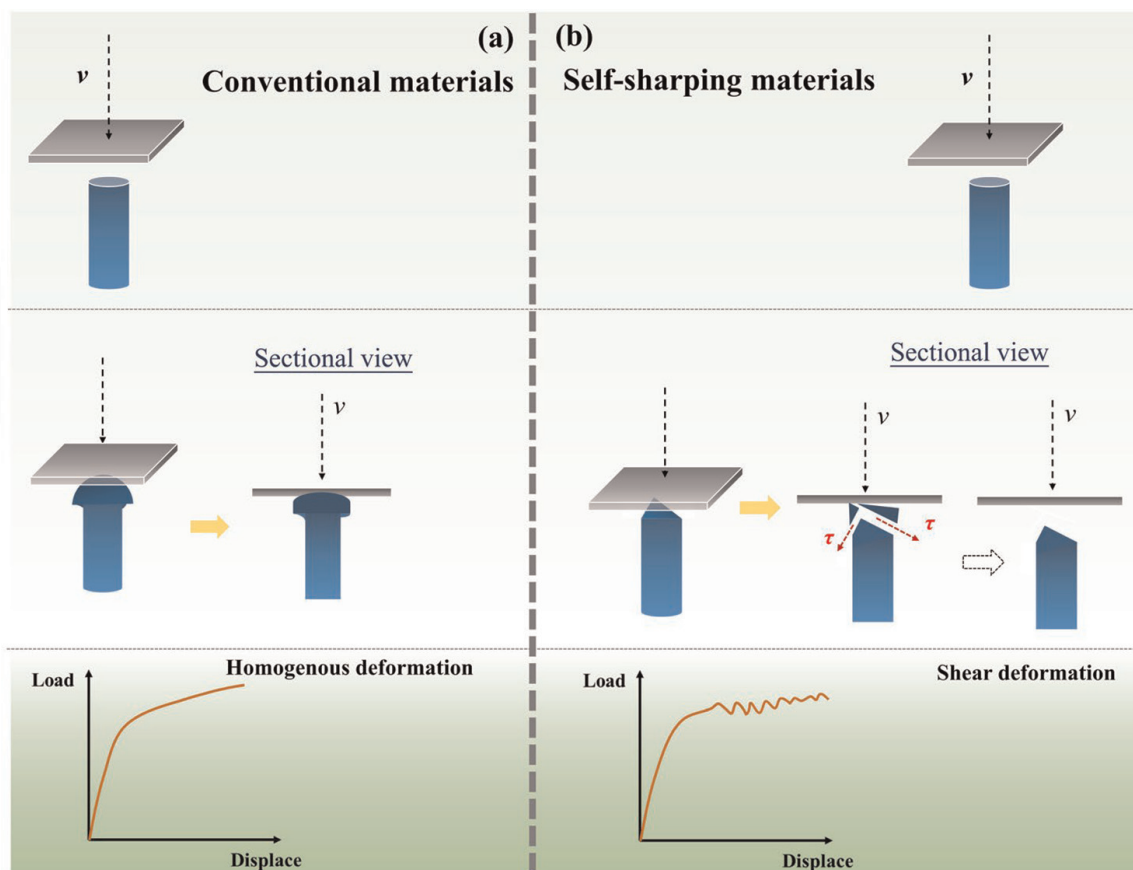 (a)
Conventional materials
v
Sectional view
v
Homogenous deformation
Load
Displace
(b)
Self-sharping materials
v
Sectional view
v
v
τ
τ
Shear deformation
Load
Displace